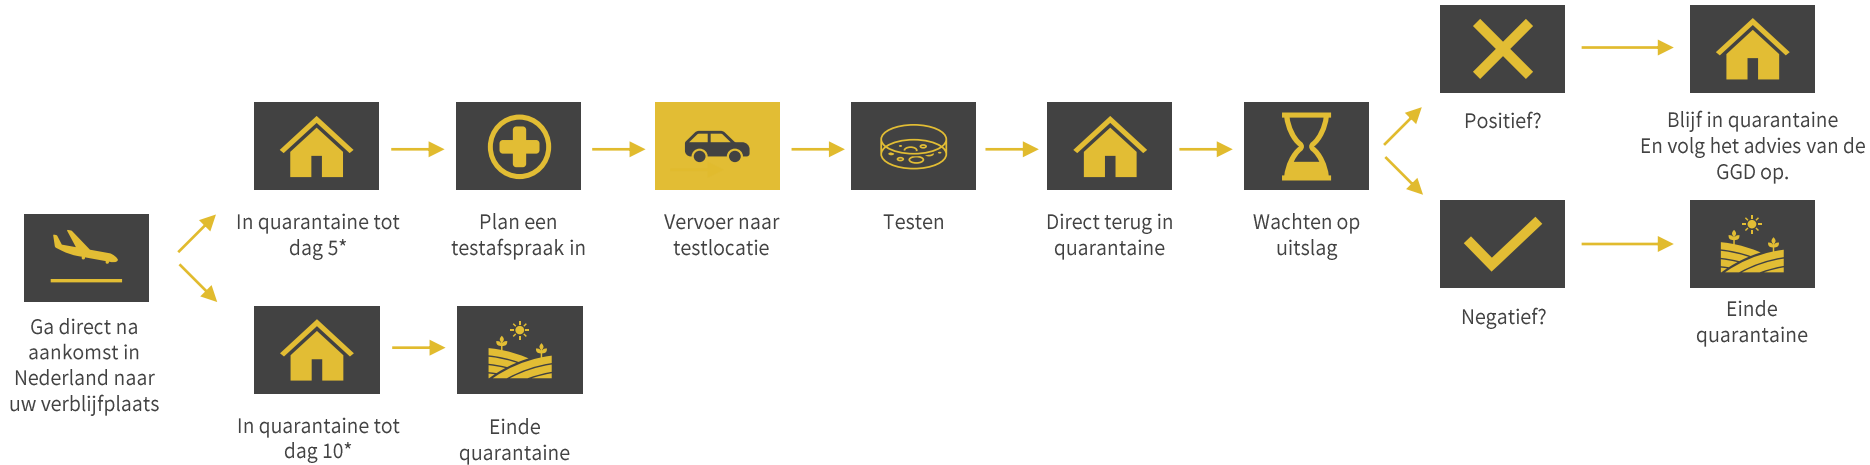 Ga direct na
aankomst in
Nederland naar
uw verblijfplaats
In quarantaine tot
dag 5*
Plan een
testafspraak in
Vervoer naar
testlocatie
Testen
Direct terug in
quarantaine
Wachten op
uitslag
Positief?
Blijf in quarantaine
En volg het advies van de
GGD op.
Negatief?
Einde
quarantaine
In quarantaine tot
dag 10*
Einde
quarantaine